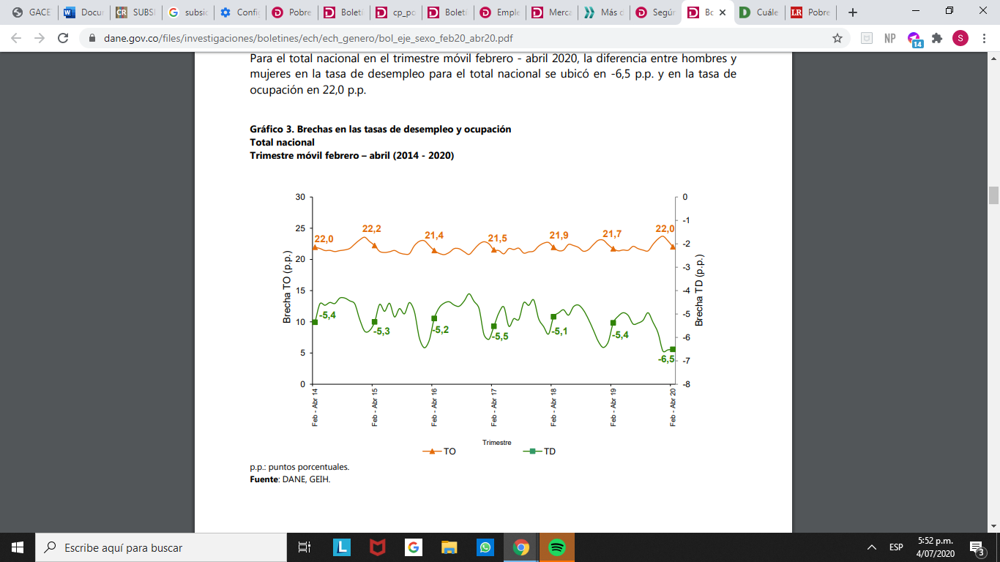 GACE
Docur
CR SUBSI
subsic
Config
Pobre
Boletí
cp_po
Boletí
Emple
Merca
Más d
Según
Bo
Cuále
LR Pobre
dane.gov.co/files/investigaciones/boletines/ech/ech_genero/bol_eje_sexo_feb20_abr20.pdf
NP
14
S
Para el total nacional en el trimestre móvil febrero - abril 2020, la diferencia entre hombres y
mujeres en la tasa de desempleo para el total nacional se ubicó en -6,5 p.p. y en la tasa de
ocupación en 22,0 p.p.
Gráfico 3. Brechas en las tasas de desempleo y ocupación
Total nacional
Trimestre móvil febrero – abril (2014 - 2020)
Brecha TO (p.p.)
30
25
20
15
10
5
0
22,0
22,2
21,4
21,5
21,9
21,7
22,0
-5,4
-5,3
-5,2
-5,5
-5,1
-5,4
-6,5
0
-1
-2
-3
-4
-5
-6
-7
-8
Brecha TD (p.p.)
Feb - Abr 14
Feb - Abr 15
Feb - Abr 16
Feb - Abr 17
Feb - Abr 18
Feb - Abr 19
Feb - Abr 20
Trimestre
TO
TD
p.p.: puntos porcentuales.
Fuente: DANE, GEIH.
Escribe aquí para buscar
L
ESP
5:52 p.m.
4/07/2020
3